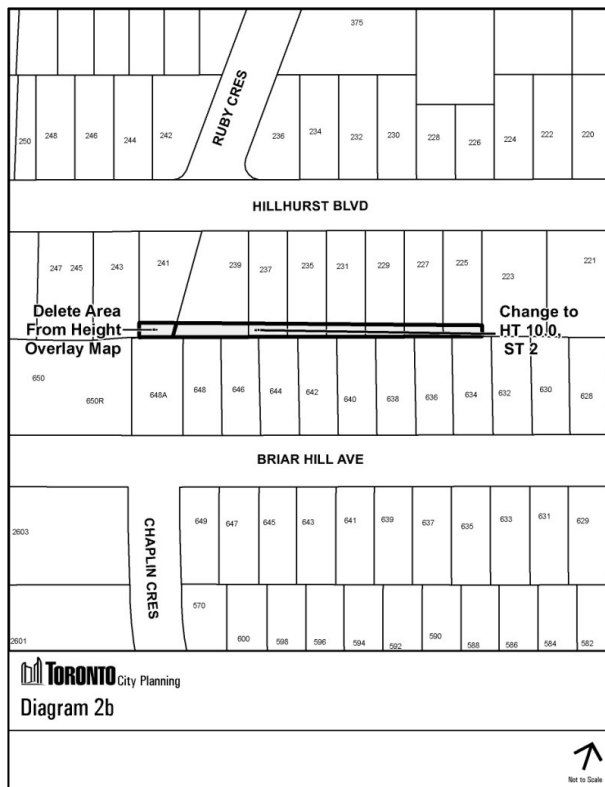 375
RUBY CRES
250 248 246 244 242 236 234 232 230 228 226 224 222 220
HILLHURST BLVD
247 245 243 241 239 237 235 231 229 227 225 223 221
Delete Area
From Height
Overlay Map
Change to
HT 10.0,
ST 2
650 650R 648A 648 646 644 642 640 638 636 634 632 630 628
BRIAR HILL AVE
CHAPLIN CRES
2603 649 647 645 643 641 639 637 635 633 631 629
2601 570 600 598 596 594 592 590 588 586 584 582
TORONTO City Planning
Diagram 2b
Not to Scale